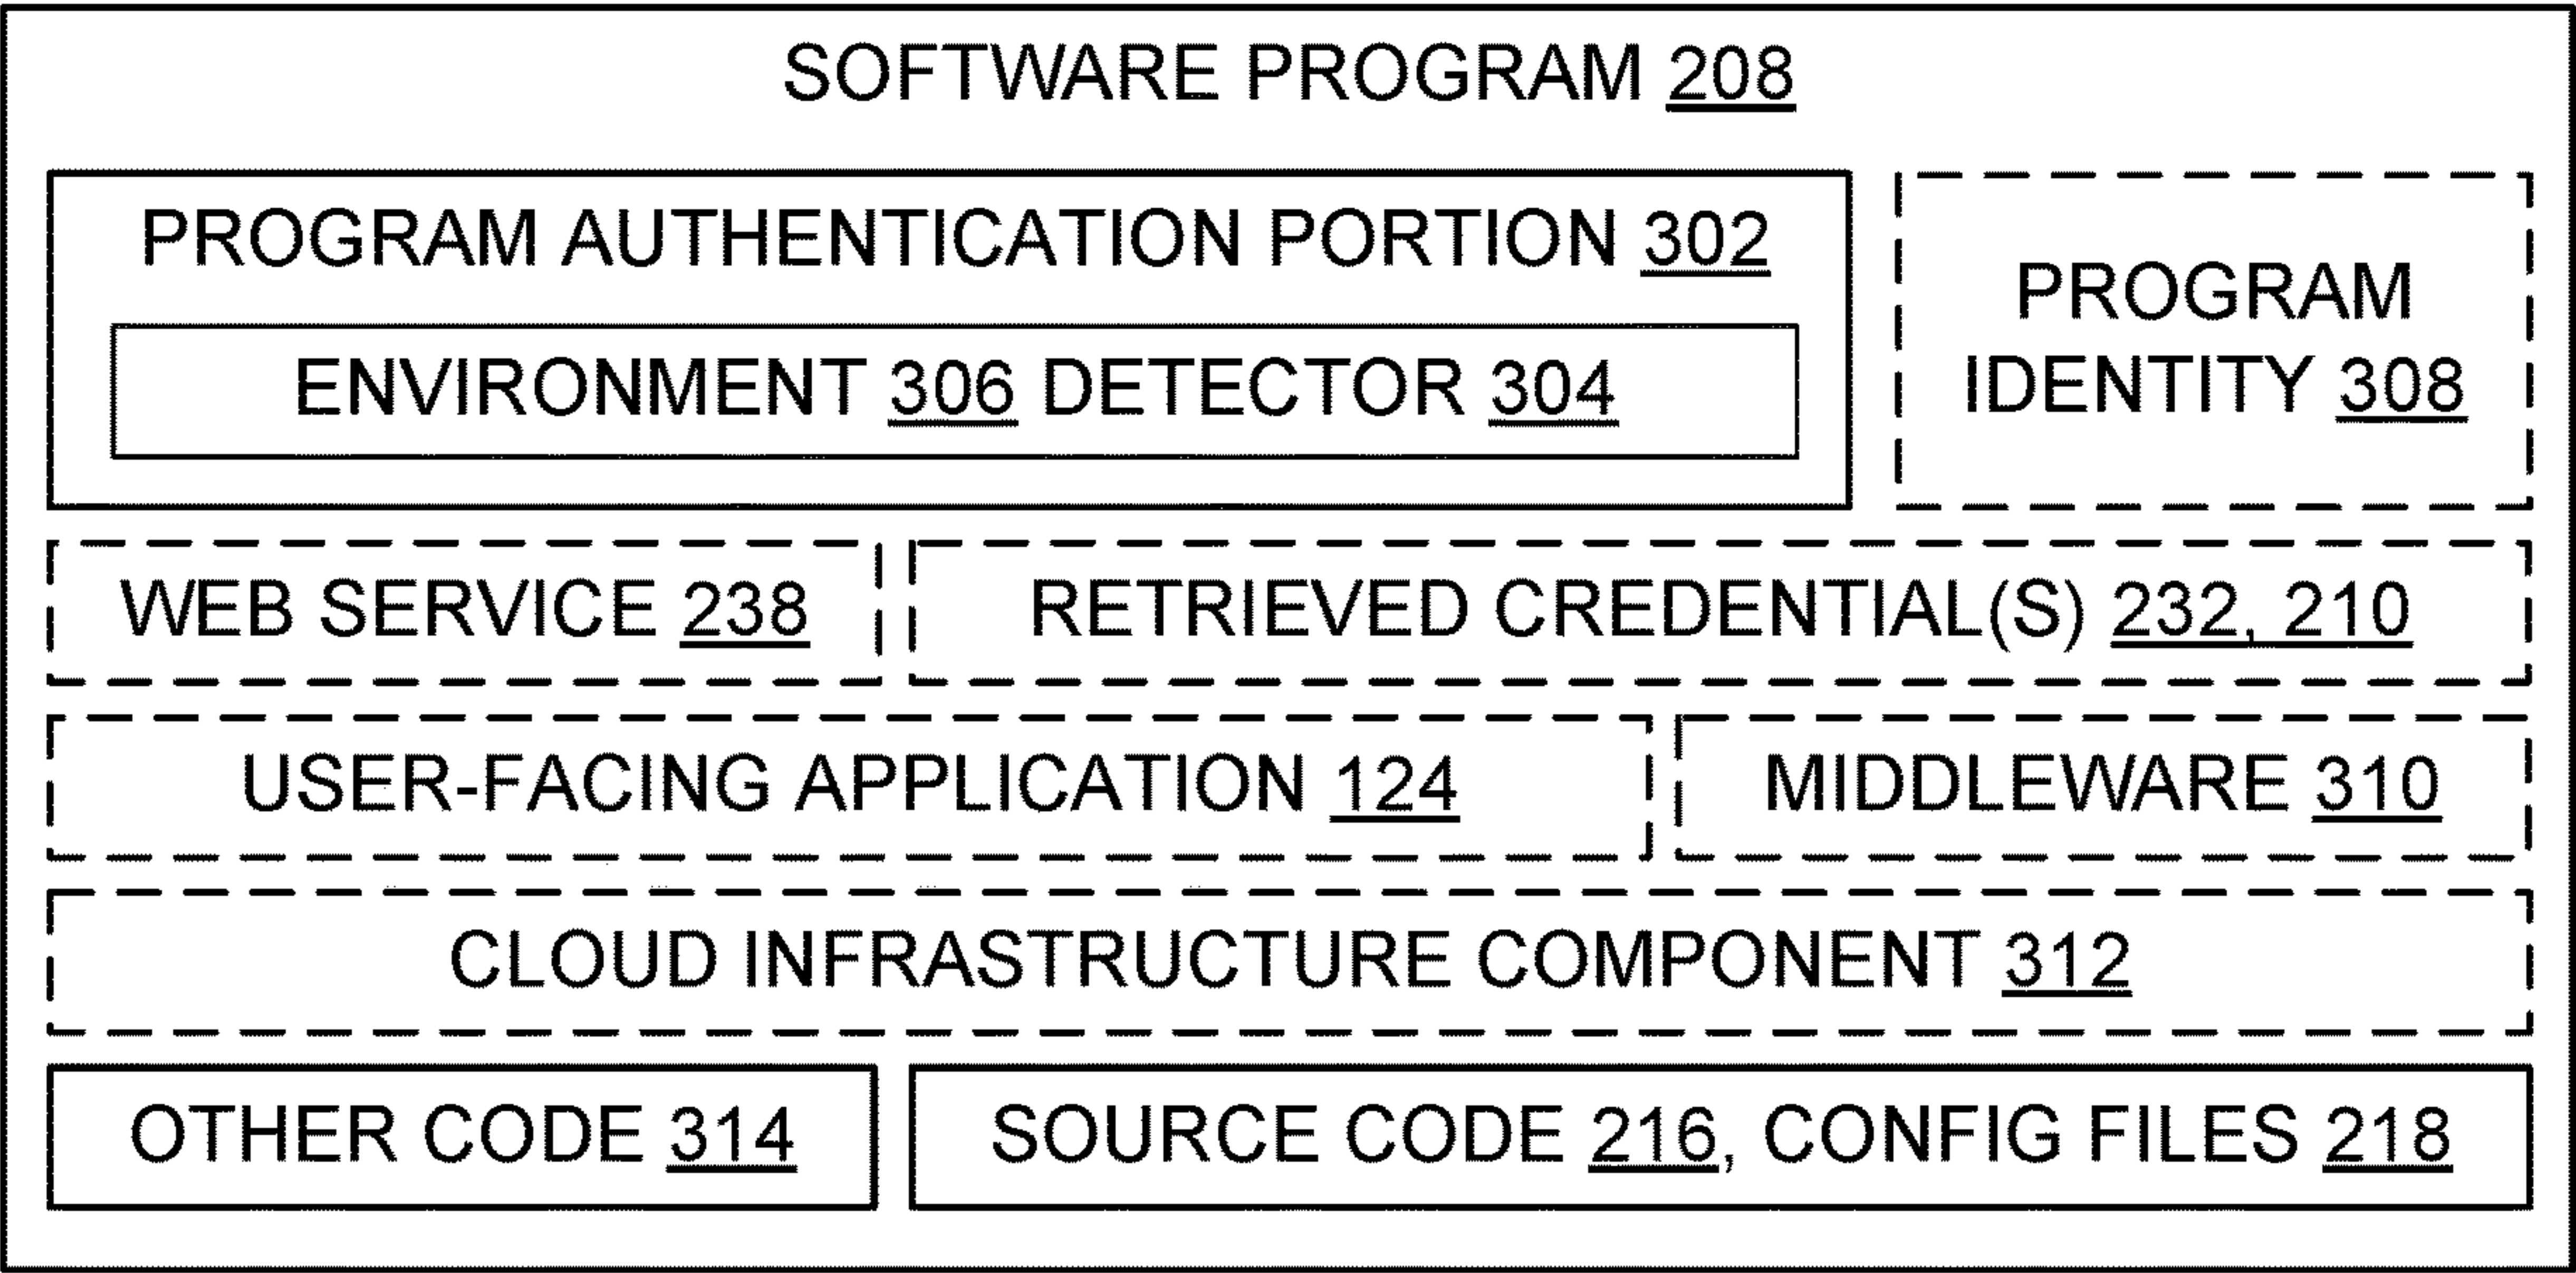 SOFTWARE PROGRAM 208
PROGRAM AUTHENTICATION PORTION 302
ENVIRONMENT 306 DETECTOR 304
PROGRAM
IDENTITY 308
WEB SERVICE 238
RETRIEVED CREDENTIAL(S) 232, 210
USER-FACING APPLICATION 124
MIDDLEWARE 310
CLOUD INFRASTRUCTURE COMPONENT 312
OTHER CODE 314
SOURCE CODE 216, CONFIG FILES 218